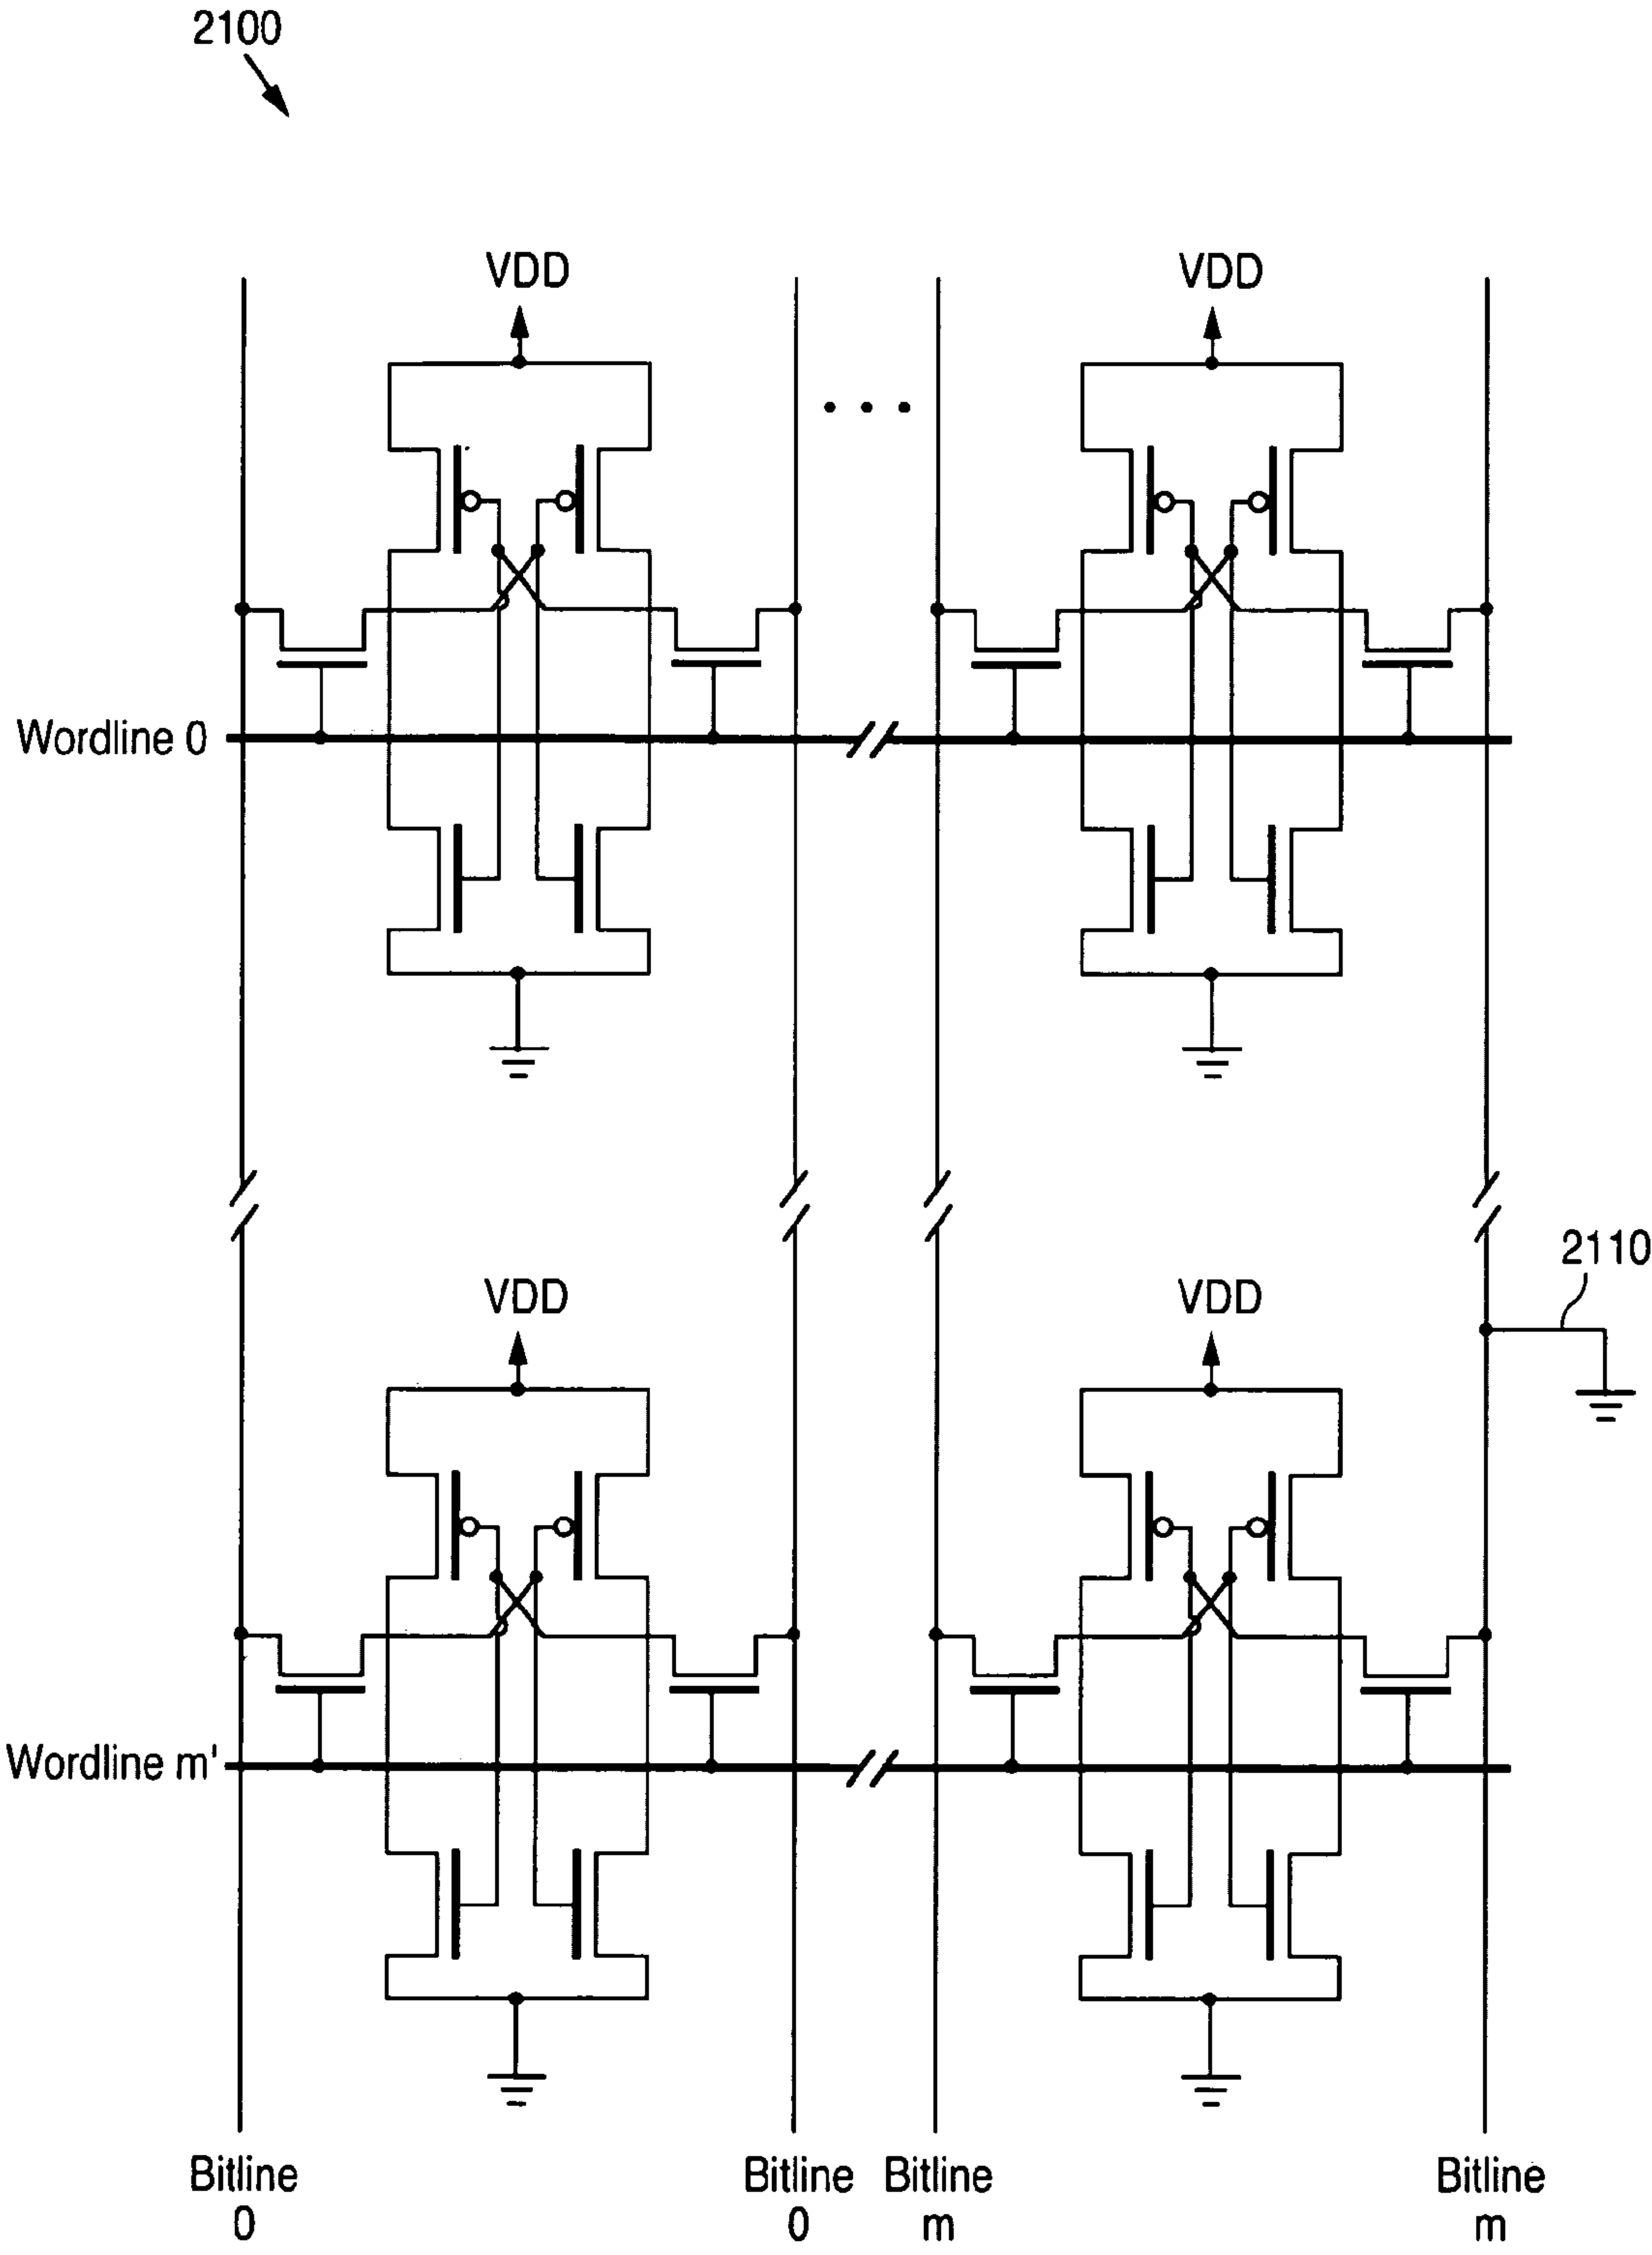 2100
VDD VDD
Wordline 0
2110
VDD VDD
Wordline m'
Bitline Bitline Bitline Bitline
0 0 m m